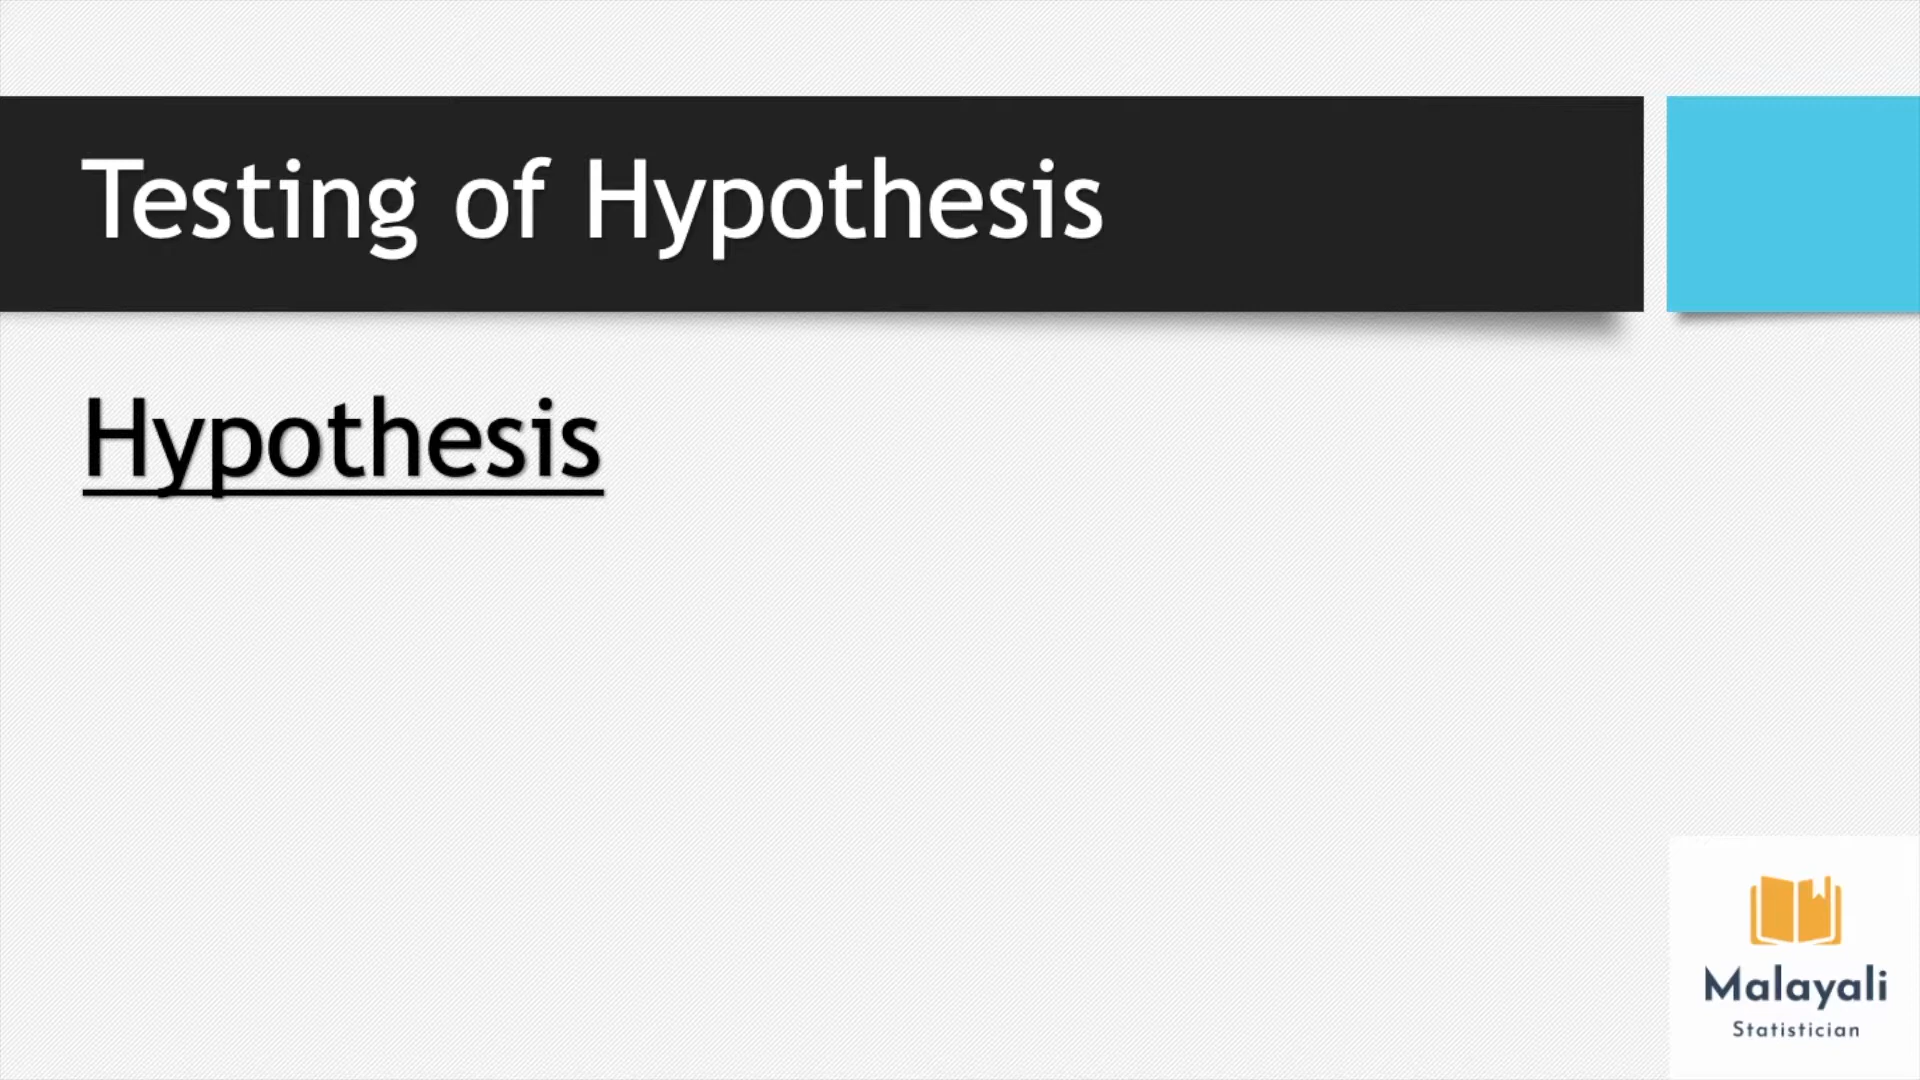 Testing of Hypothesis
Hypothesis
Malayali
Statistician